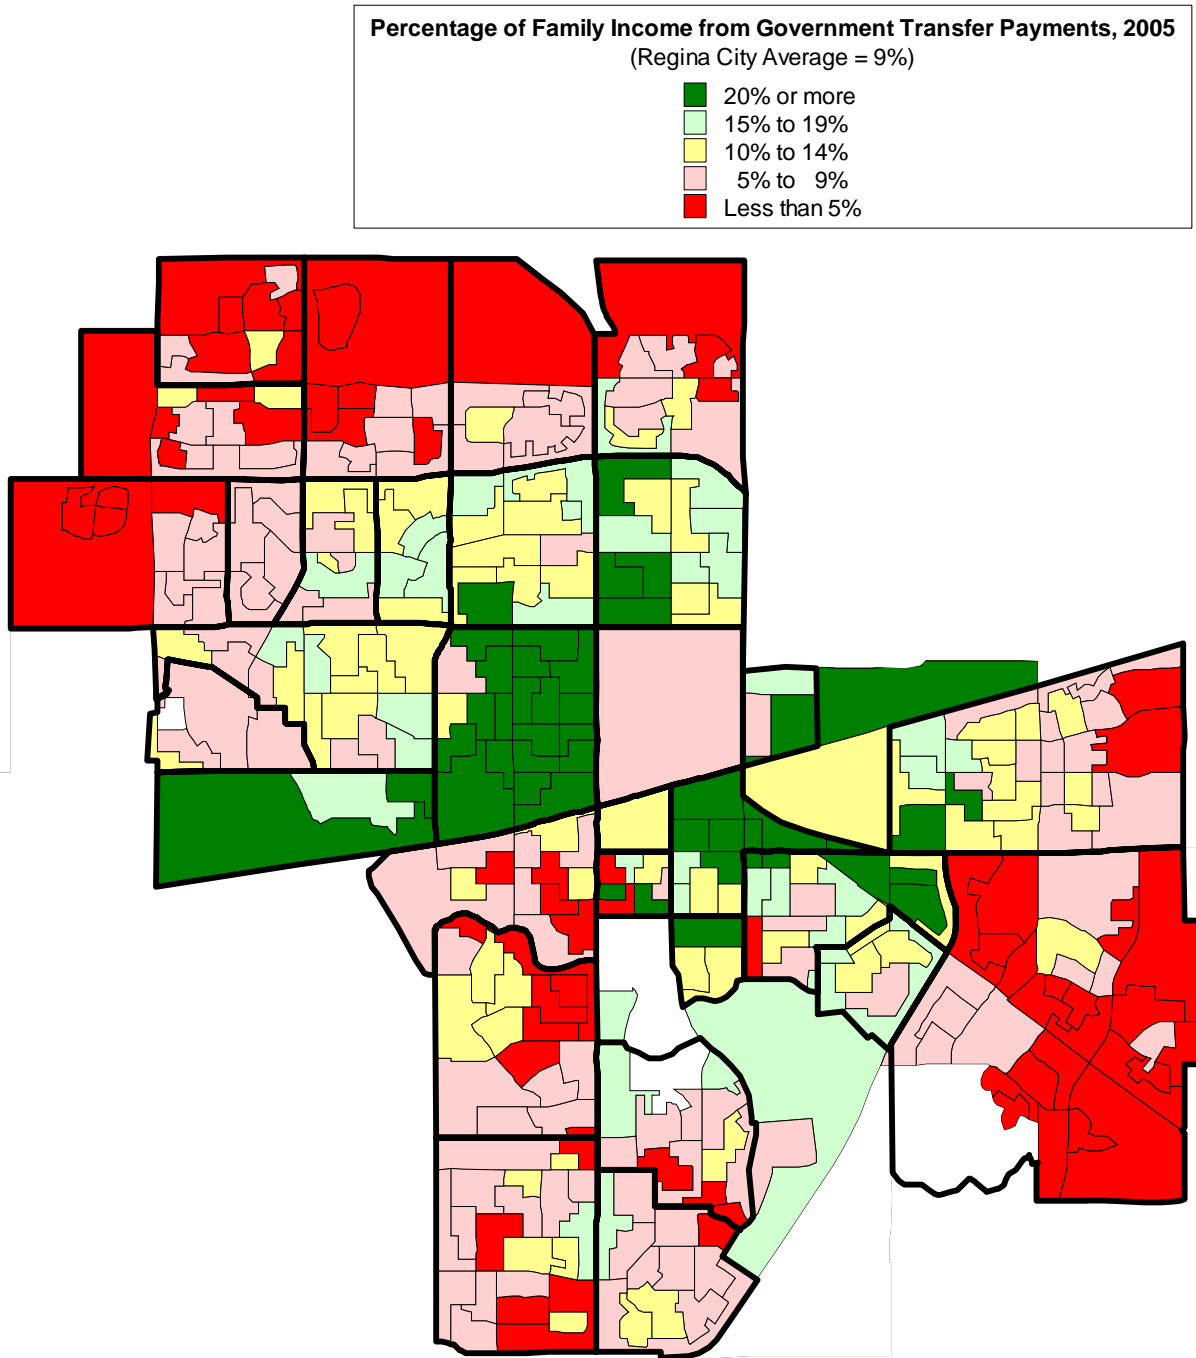 Percentage of Family Income from Government Transfer Payments, 2005
(Regina City Average = 9%)
20% or more
15% to 19%
10% to 14%
5% to 9%
Less than 5%